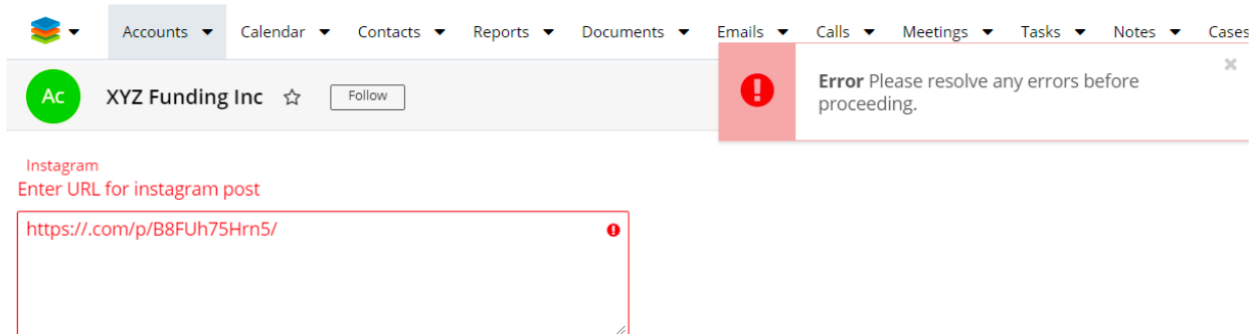 Accounts Calendar Contacts Reports Documents Emails Calls Meetings Tasks Notes Cases
Ac XYZ Funding Inc Follow
Error Please resolve any errors before
proceeding.
Instagram
Enter URL for instagram post
https://.com/p/B8FUh75Hrn5/